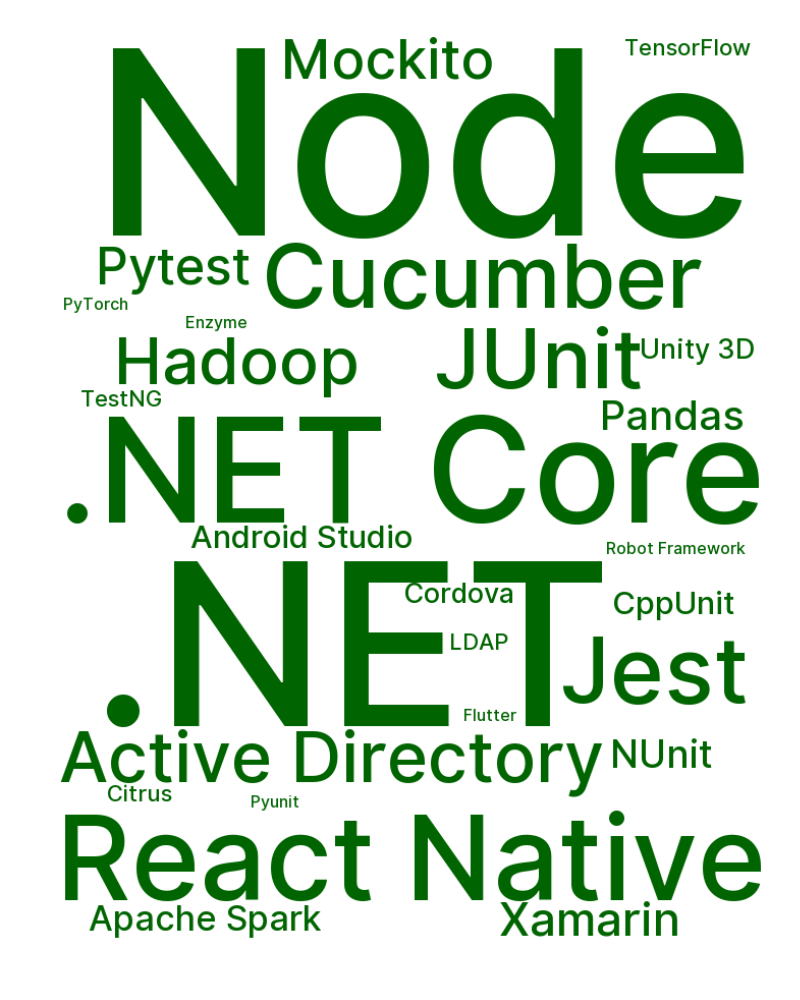 Mockito
TensorFlow
Node
Pytest
Cucumber
PyTorch
Enzyme
Hadoop
JUnit
Unity 3D
TestNG
Pandas
.NET Core
Android Studio
Robot Framework
.NET
Cordova
CppUnit
LDAP
Jest
Flutter
Active Directory
NUnit
Citrus
Pyunit
React Native
Apache Spark
Xamarin